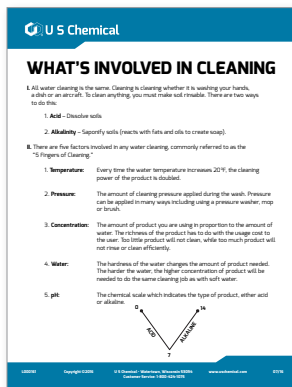 U S Chemical
WHAT'S INVOLVED IN CLEANING
I. All water cleaning is the same. Cleaning is cleaning whether it is washing your hands,
a dish or an aircraft. To clean anything, you must make soil rinsable. There are two ways
to do this:
1. Acid – Dissolve soils
2. Alkalinity – Saponify soils (reacts with fats and oils to create soap).
II. There are five factors involved in any water cleaning, commonly referred to as the
"5 Fingers of Cleaning."
1. Temperature: Every time the water temperature increases 20°F, the cleaning
power of the product is doubled.
2. Pressure: The amount of cleaning pressure applied during the wash. Pressure
can be applied in many ways including using a pressure washer, mop
or brush.
3. Concentration: The amount of product you are using in proportion to the amount of
water. The richness of the product has to do with the usage cost to
the user. Too little product will not clean, while too much product will
not rinse or clean efficiently.
4. Water: The hardness of the water changes the amount of product needed.
The harder the water, the higher concentration of product will be
needed to do the same cleaning job as with soft water.
5. pH: The chemical scale which indicates the type of product, either acid
or alkaline.
0 14
ACID ALKALINE
7
Copyright ©2016 U S Chemical · Watertown, Wisconsin 53094 www.uschemical.com 07/16
Customer Service: 1-800-424-1075